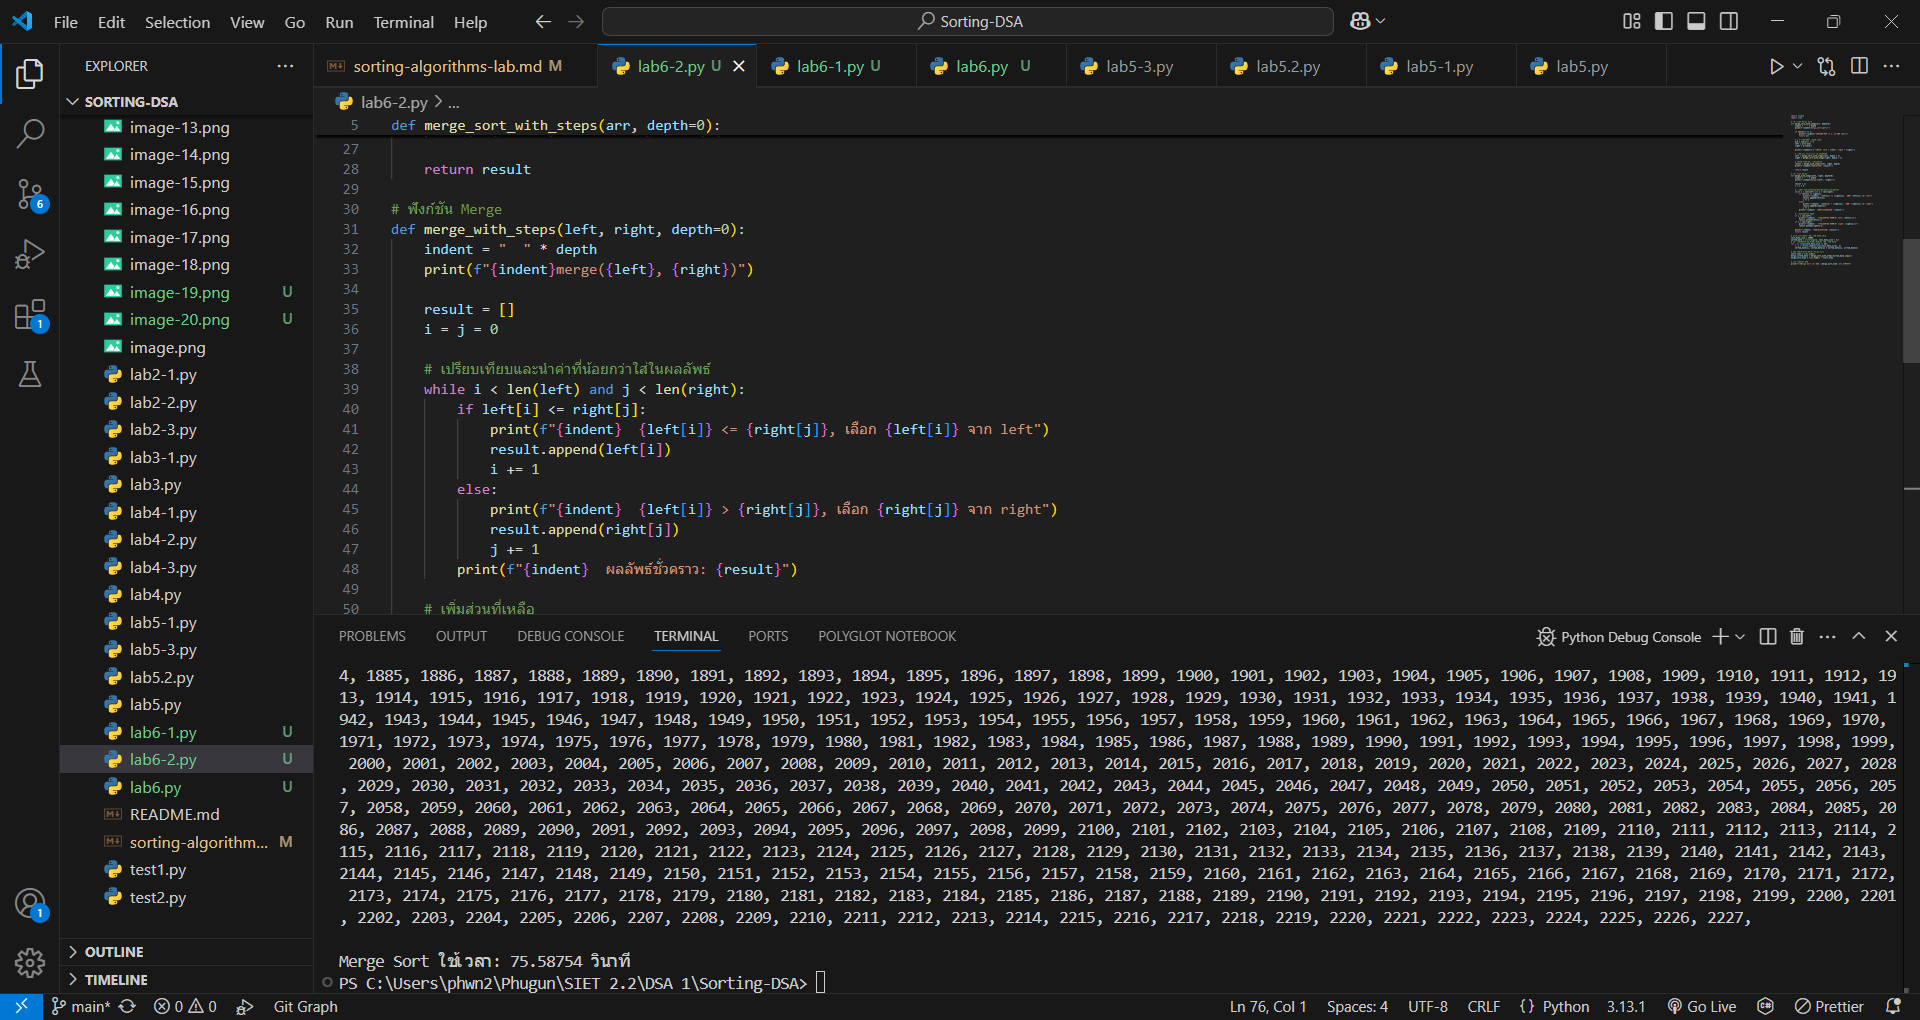 File Edit Selection View Go Run Terminal Help
Sorting-DSA
EXPLORER
SORTING-DSA
image-13.png
image-14.png
image-15.png
image-16.png
image-17.png
image-18.png
image-19.png U
image-20.png U
image.png
lab2-1.py
lab2-2.py
lab2-3.py
lab3-1.py
lab3.py
lab4-1.py
lab4-2.py
lab4-3.py
lab4.py
lab5-1.py
lab5-3.py
lab5.2.py
lab5.py
lab6-1.py U
lab6-2.py U
lab6.py U
README.md
sorting-algorithm... M
test1.py
test2.py
OUTLINE
TIMELINE
6
1
1
sorting-algorithms-lab.md M
lab6-2.py U
lab6-1.py U
lab6.py U
lab5-3.py
lab5.2.py
lab5-1.py
lab5.py
lab6-2.py > ...
5 def merge_sort_with_steps(arr, depth=0):
27
28 return result
29
30 # ฟังก์ชัน Merge
31 def merge_with_steps(left, right, depth=0):
32 indent = "  " * depth
33 print(f"{indent}merge({left}, {right})")
34
35 result = []
36 i = j = 0
37
38 # เปรียบเทียบและนำค่าที่น้อยกว่าใส่ในผลลัพธ์
39 while i < len(left) and j < len(right):
40 if left[i] <= right[j]:
41 print(f"{indent}  {left[i]} <= {right[j]}, เลือก {left[i]} จาก left")
42 result.append(left[i])
43 i += 1
44 else:
45 print(f"{indent}  {left[i]} > {right[j]}, เลือก {right[j]} จาก right")
46 result.append(right[j])
47 j += 1
48 print(f"{indent}  ผลลัพธ์ชั่วคราว: {result}")
49
50 # เพิ่มส่วนที่เหลือ
PROBLEMS OUTPUT DEBUG CONSOLE TERMINAL PORTS POLYGLOT NOTEBOOK
Python Debug Console
4, 1885, 1886, 1887, 1888, 1889, 1890, 1891, 1892, 1893, 1894, 1895, 1896, 1897, 1898, 1899, 1900, 1901, 1902, 1903, 1904, 1905, 1906, 1907, 1908, 1909, 1910, 1911, 1912, 19
13, 1914, 1915, 1916, 1917, 1918, 1919, 1920, 1921, 1922, 1923, 1924, 1925, 1926, 1927, 1928, 1929, 1930, 1931, 1932, 1933, 1934, 1935, 1936, 1937, 1938, 1939, 1940, 1941, 1
942, 1943, 1944, 1945, 1946, 1947, 1948, 1949, 1950, 1951, 1952, 1953, 1954, 1955, 1956, 1957, 1958, 1959, 1960, 1961, 1962, 1963, 1964, 1965, 1966, 1967, 1968, 1969, 1970,
1971, 1972, 1973, 1974, 1975, 1976, 1977, 1978, 1979, 1980, 1981, 1982, 1983, 1984, 1985, 1986, 1987, 1988, 1989, 1990, 1991, 1992, 1993, 1994, 1995, 1996, 1997, 1998, 1999,
2000, 2001, 2002, 2003, 2004, 2005, 2006, 2007, 2008, 2009, 2010, 2011, 2012, 2013, 2014, 2015, 2016, 2017, 2018, 2019, 2020, 2021, 2022, 2023, 2024, 2025, 2026, 2027, 2028
, 2029, 2030, 2031, 2032, 2033, 2034, 2035, 2036, 2037, 2038, 2039, 2040, 2041, 2042, 2043, 2044, 2045, 2046, 2047, 2048, 2049, 2050, 2051, 2052, 2053, 2054, 2055, 2056, 205
7, 2058, 2059, 2060, 2061, 2062, 2063, 2064, 2065, 2066, 2067, 2068, 2069, 2070, 2071, 2072, 2073, 2074, 2075, 2076, 2077, 2078, 2079, 2080, 2081, 2082, 2083, 2084, 2085, 20
86, 2087, 2088, 2089, 2090, 2091, 2092, 2093, 2094, 2095, 2096, 2097, 2098, 2099, 2100, 2101, 2102, 2103, 2104, 2105, 2106, 2107, 2108, 2109, 2110, 2111, 2112, 2113, 2114, 2
115, 2116, 2117, 2118, 2119, 2120, 2121, 2122, 2123, 2124, 2125, 2126, 2127, 2128, 2129, 2130, 2131, 2132, 2133, 2134, 2135, 2136, 2137, 2138, 2139, 2140, 2141, 2142, 2143,
2144, 2145, 2146, 2147, 2148, 2149, 2150, 2151, 2152, 2153, 2154, 2155, 2156, 2157, 2158, 2159, 2160, 2161, 2162, 2163, 2164, 2165, 2166, 2167, 2168, 2169, 2170, 2171, 2172,
2173, 2174, 2175, 2176, 2177, 2178, 2179, 2180, 2181, 2182, 2183, 2184, 2185, 2186, 2187, 2188, 2189, 2190, 2191, 2192, 2193, 2194, 2195, 2196, 2197, 2198, 2199, 2200, 2201
, 2202, 2203, 2204, 2205, 2206, 2207, 2208, 2209, 2210, 2211, 2212, 2213, 2214, 2215, 2216, 2217, 2218, 2219, 2220, 2221, 2222, 2223, 2224, 2225, 2226, 2227,
Merge Sort ใช้เวลา: 75.58754 วินาที
PS C:\Users\phwn2\Phugun\SIET 2.2\DSA 1\Sorting-DSA>
main* 0 0 Git Graph
Ln 76, Col 1 Spaces: 4 UTF-8 CRLF {} Python 3.13.1 Go Live Prettier